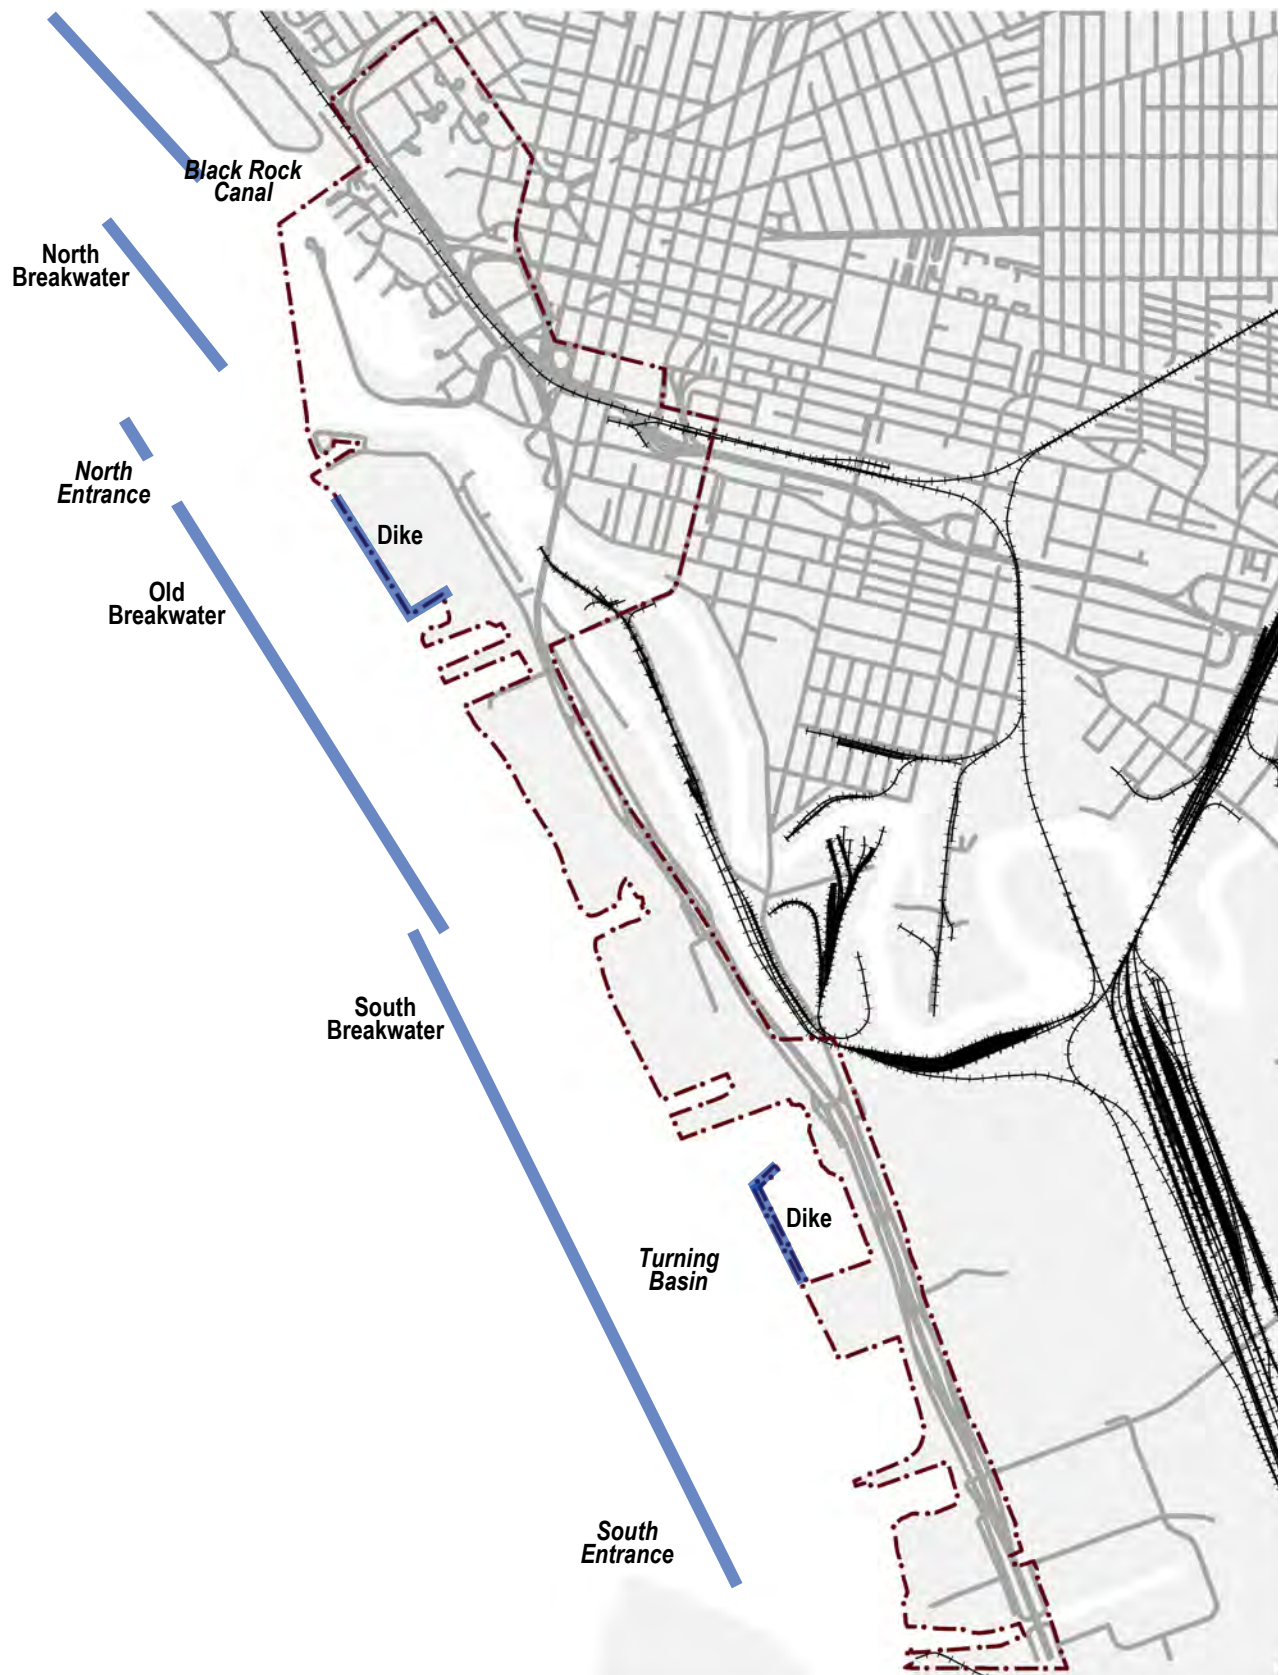 Black Rock
Canal
North
Breakwater
North
Entrance
Dike
Old
Breakwater
South
Breakwater
Dike
Turning
Basin
South
Entrance